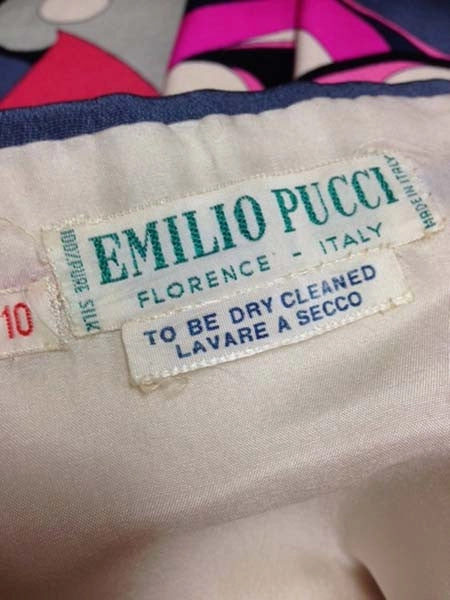 100% PURE SILK
EMILIO PUCCI
FLORENCE - ITALY
MADE IN ITALY
10
TO BE DRY CLEANED
LAVARE A SECCO